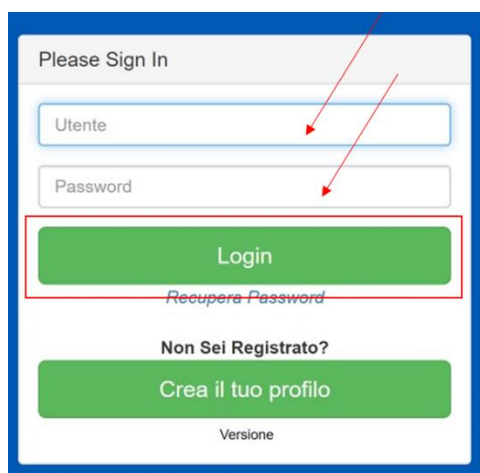 Please Sign In
Utente
Password
Login
Recupera Password
Non Sei Registrato?
Crea il tuo profilo
Versione